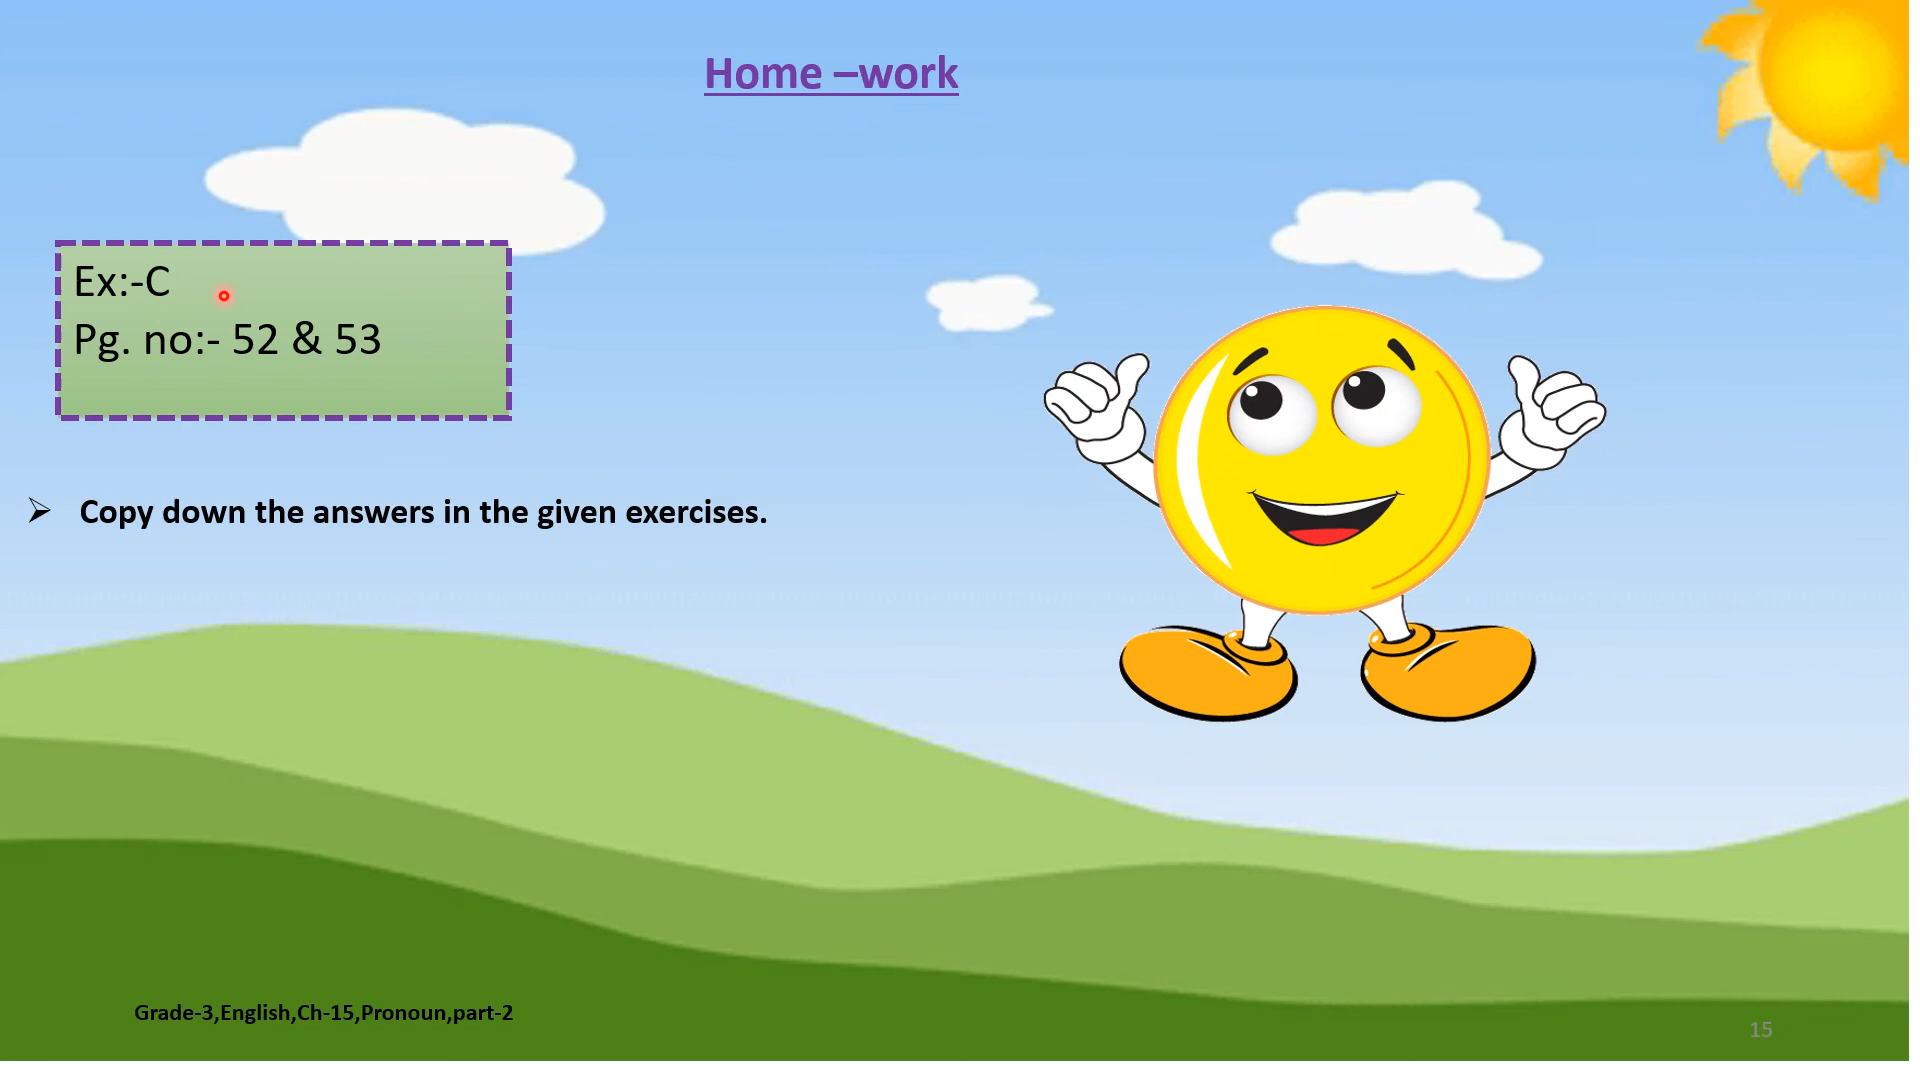 Home –work
Ex:-C
Pg. no:- 52 & 53
➢ Copy down the answers in the given exercises.
Grade-3,English,Ch-15,Pronoun,part-2
15